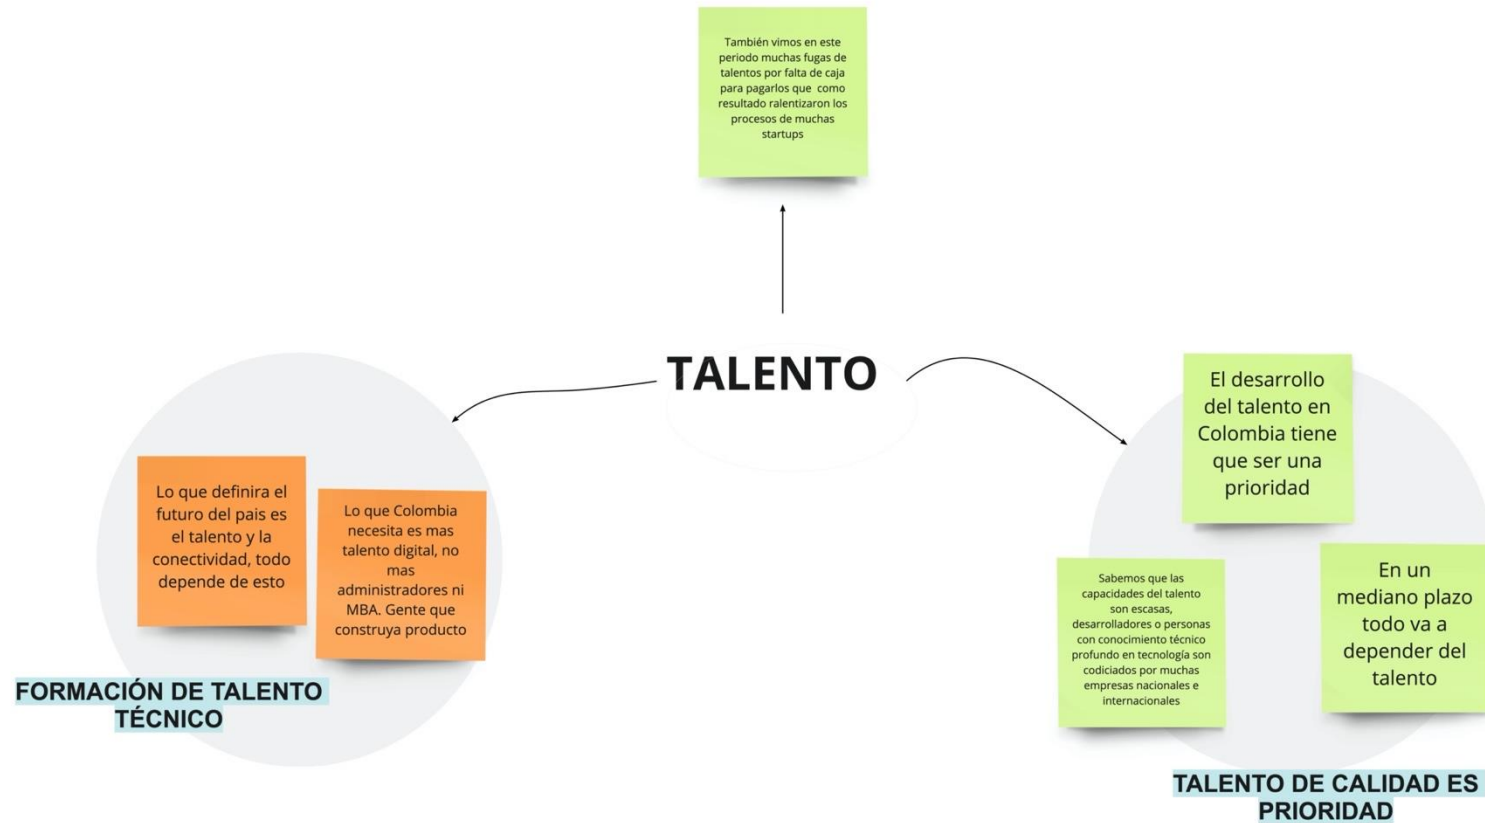 También vimos en este
periodo muchas fugas de
talentos por falta de caja
para pagarlos que como
resultado ralentizaron los
procesos de muchas
startups
TALENTO
Lo que definira el
futuro del pais es
el talento y la
conectividad, todo
depende de esto
Lo que Colombia
necesita es mas
talento digital, no
mas
administradores ni
MBA. Gente que
construya producto
FORMACIÓN DE TALENTO
TÉCNICO
El desarrollo
del talento en
Colombia tiene
que ser una
prioridad
Sabemos que las
capacidades del talento
son escasas,
desarrolladores o personas
con conocimiento técnico
profundo en tecnología son
codiciados por muchas
empresas nacionales e
internacionales
En un
mediano plazo
todo va a
depender del
talento
TALENTO DE CALIDAD ES
PRIORIDAD